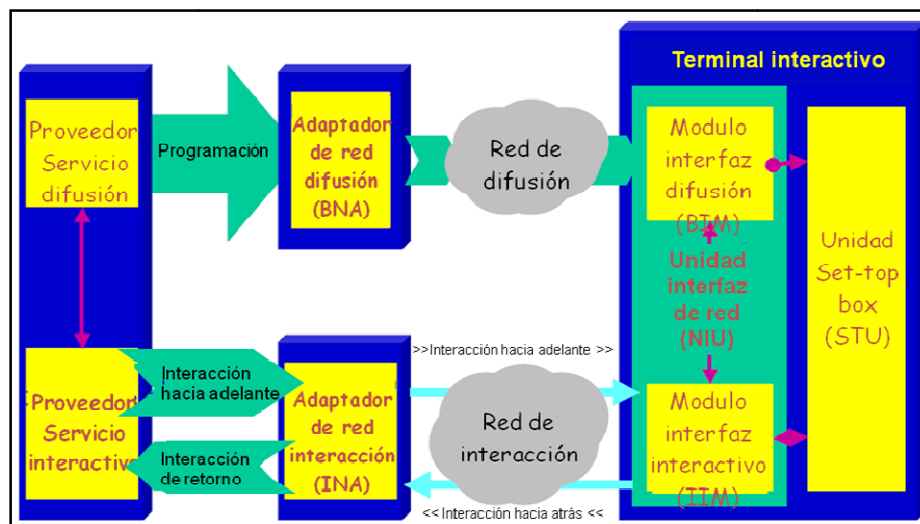 Terminal interactivo
Proveedor
Servicio
difusión
Programación
Adaptador
de red
difusión
(BNA)
Red de
difusión
Modulo
interfaz
difusión
(BIM)
Unidad
interfaz
de red
(NIU)
Unidad
Set-top
box
(STU)
Proveedor
Servicio
interactivo
Interacción
hacia adelante
Interacción
de retorno
Adaptador
de red
interacción
(INA)
>>Interacción hacia adelante >>
Red de
interacción
<< Interacción hacia atrás <<
Modulo
interfaz
interactivo
(IIM)